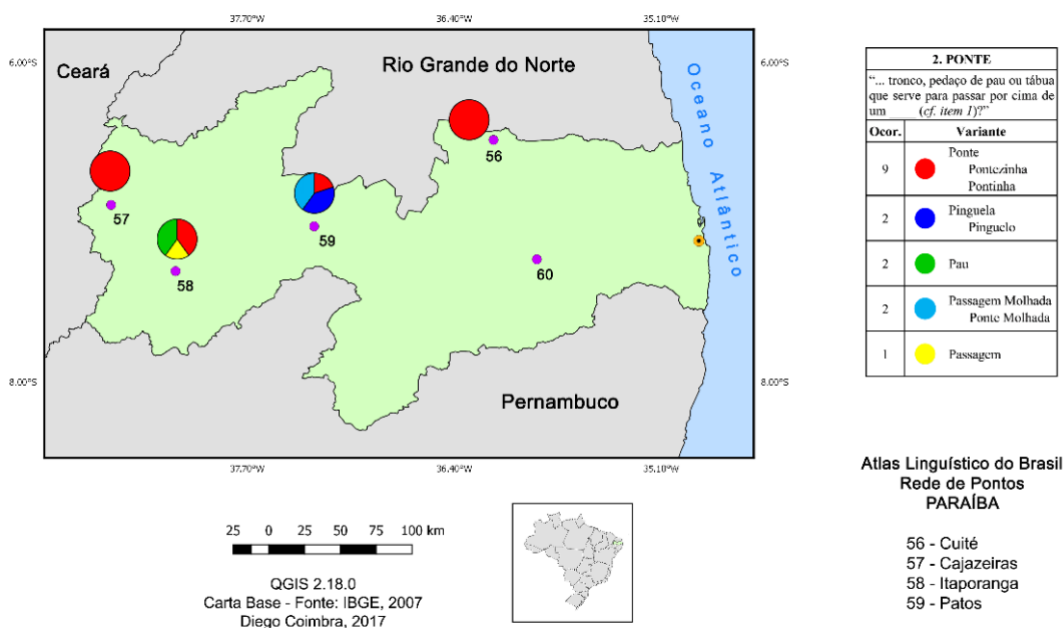 37.70°W 36.40°W 35.10°W
6.00°S
6.00°S
Ceará
Rio Grande do Norte
Oceano Atlântico
56
57
58
59
60
8.00°S
8.00°S
Pernambuco
37.70°W 36.40°W 35.10°W
2. PONTE
“... tronco, pedaço de pau ou tábua
que serve para passar por cima de
um ____ (cf. item 1)?”
Ocor. Variante
9 Ponte
Pontezinha
Pontinha
2 Pinguela
Pinguelo
2 Pau
2 Passagem Molhada
Ponte Molhada
1 Passagem
25 0 25 50 75 100 km
QGIS 2.18.0
Carta Base - Fonte: IBGE, 2007
Diego Coimbra, 2017
Atlas Linguístico do Brasil
Rede de Pontos
PARAÍBA
56 - Cuité
57 - Cajazeiras
58 - Itaporanga
59 - Patos